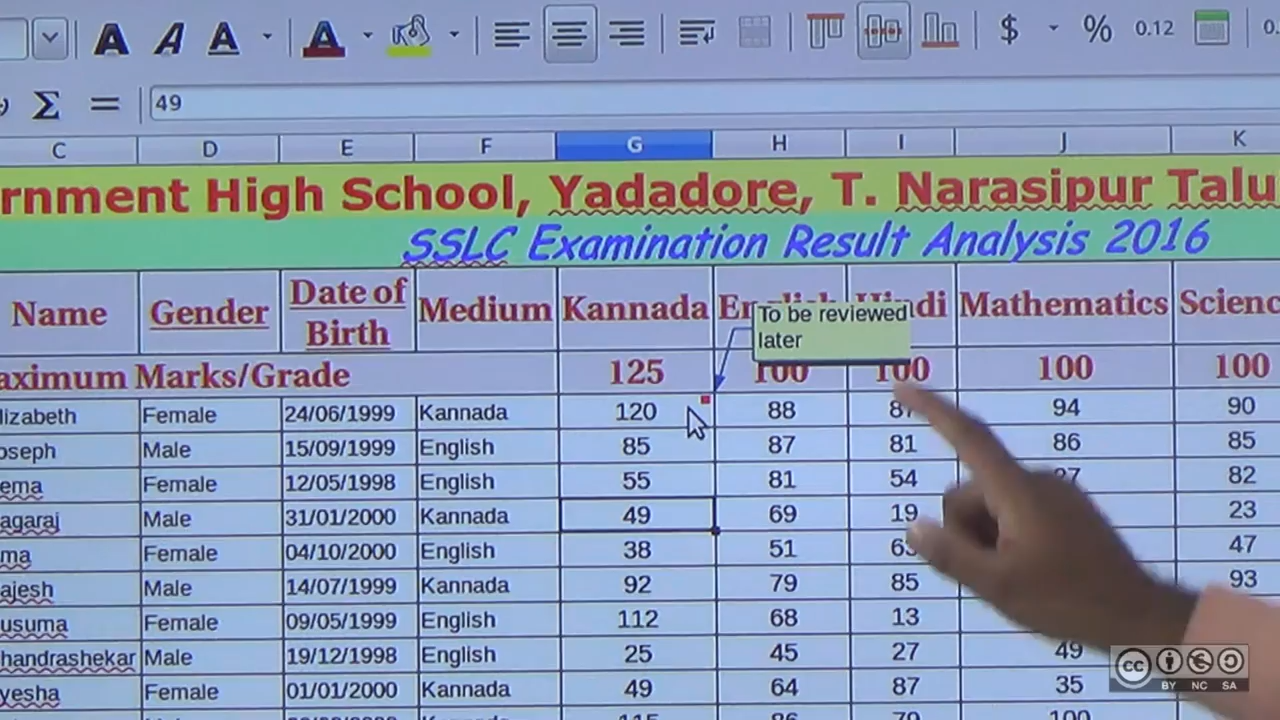 A A A A $ % 0.12 0.
Σ = 49
C D E F G H I J K
rnment High School, Yadadore, T. Narasipur Talu
SSLC Examination Result Analysis 2016
Name Gender Date of Birth Medium Kannada Hindi Mathematics Scienc
To be reviewed
later
aximum Marks/Grade 125 100 100 100 100
lizabeth Female 24/06/1999 Kannada 120 88 94 90
oseph Male 15/09/1999 English 85 87 81 86 85
ema Female 12/05/1998 English 55 81 54 82
agaraj Male 31/01/2000 Kannada 49 69 19 23
ma Female 04/10/2000 English 38 51 47
ajesh Male 14/07/1999 Kannada 92 79 85 93
usuma Female 09/05/1999 English 112 68 13
handrashekar Male 19/12/1998 English 25 45 27 49
yesha Female 01/01/2000 Kannada 49 64 87 35
cc BY NC SA